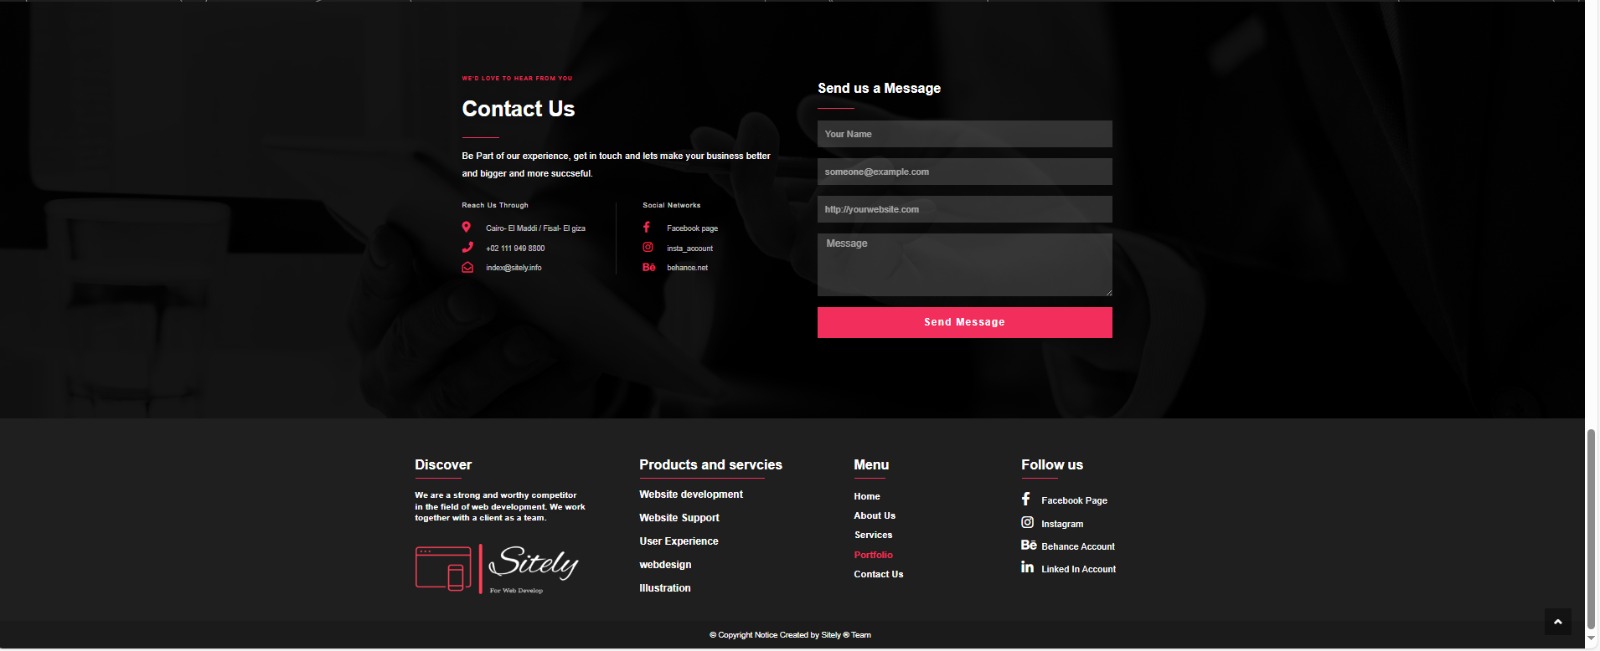 WE'D LOVE TO HEAR FROM YOU
Contact Us
Be Part of our experience, get in touch and lets make your business better
and bigger and more succseful.
Reach Us Through
Cairo- El Maddi / Fisal- El giza
+02 111 949 8800
index@sitely.info
Social Networks
Facebook page
insta_account
Bē behance.net
Send us a Message
Your Name
someone@example.com
http://yourwebsite.com
Message
Send Message
Discover
We are a strong and worthy competitor
in the field of web development. We work
together with a client as a team.
Sitely
For Web Develop
Products and servcies
Website development
Website Support
User Experience
webdesign
Illustration
Menu
Home
About Us
Services
Portfolio
Contact Us
Follow us
Facebook Page
Instagram
Bē Behance Account
in Linked In Account
© Copyright Notice Created by Sitely ® Team